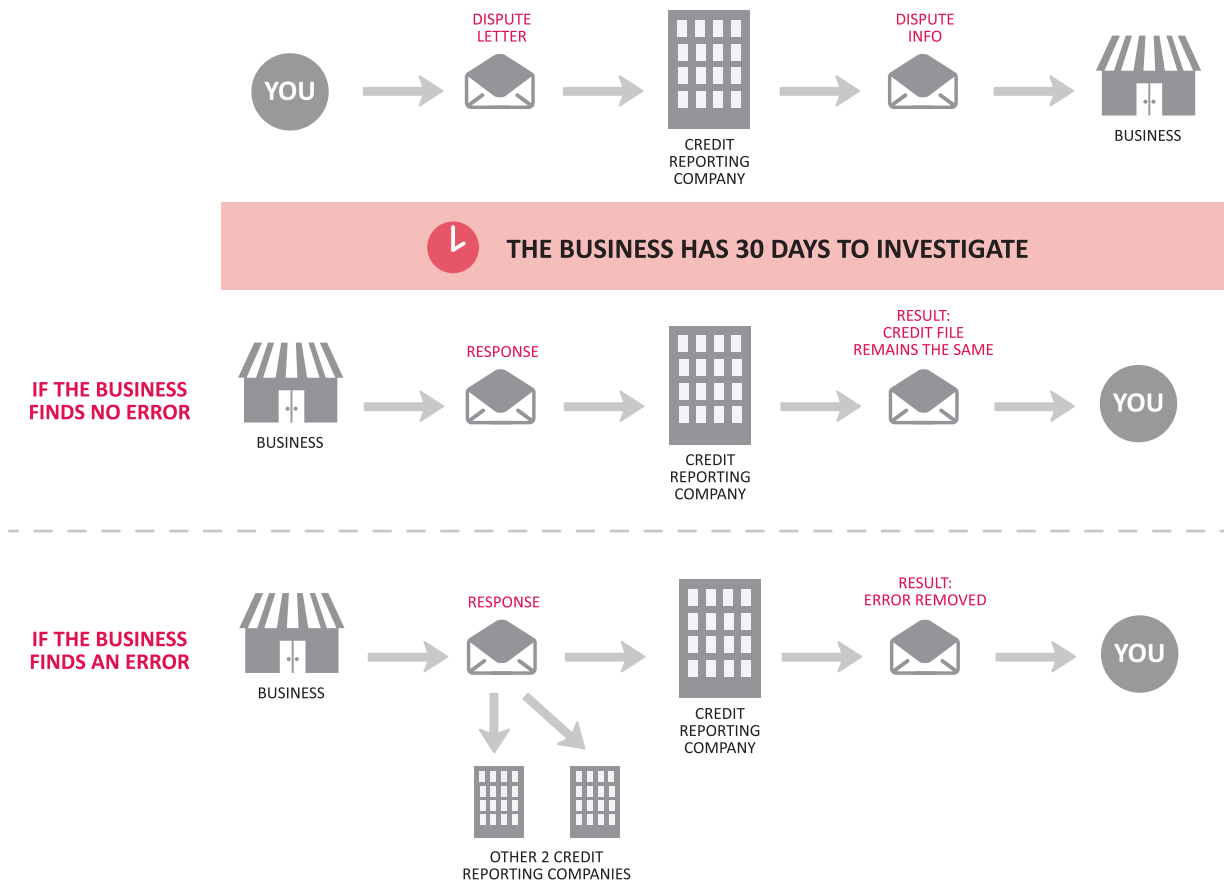 DISPUTE
LETTER
DISPUTE
INFO
YOU
CREDIT
REPORTING
COMPANY
BUSINESS
THE BUSINESS HAS 30 DAYS TO INVESTIGATE
IF THE BUSINESS
FINDS NO ERROR
BUSINESS
RESPONSE
CREDIT
REPORTING
COMPANY
RESULT:
CREDIT FILE
REMAINS THE SAME
YOU
IF THE BUSINESS
FINDS AN ERROR
BUSINESS
RESPONSE
CREDIT
REPORTING
COMPANY
RESULT:
ERROR REMOVED
YOU
OTHER 2 CREDIT
REPORTING COMPANIES